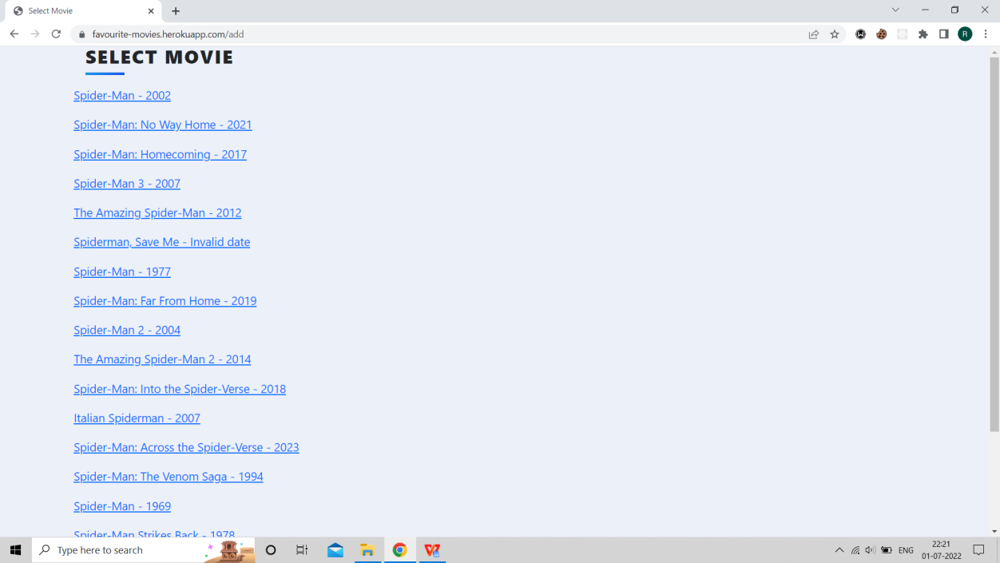 Select Movie
favourite-movies.herokuapp.com/add
R
SELECT MOVIE
Spider-Man - 2002
Spider-Man: No Way Home - 2021
Spider-Man: Homecoming - 2017
Spider-Man 3 - 2007
The Amazing Spider-Man - 2012
Spiderman, Save Me - Invalid date
Spider-Man - 1977
Spider-Man: Far From Home - 2019
Spider-Man 2 - 2004
The Amazing Spider-Man 2 - 2014
Spider-Man: Into the Spider-Verse - 2018
Italian Spiderman - 2007
Spider-Man: Across the Spider-Verse - 2023
Spider-Man: The Venom Saga - 1994
Spider-Man - 1969
Spider-Man Strikes Back - 1978
Type here to search
ENG
22:21
01-07-2022